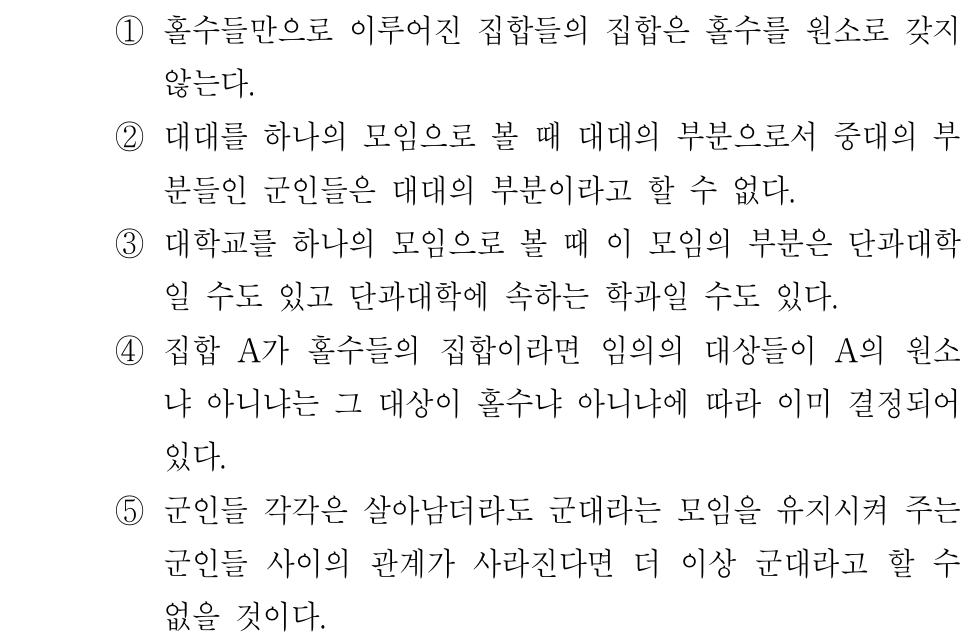 ① 홀수들만으로 이루어진 집합들의 집합은 홀수를 원소로 갖지
않는다.
② 대대를 하나의 모임으로 볼 때 대대의 부분으로서 중대의 부
분들인 군인들은 대대의 부분이라고 할 수 없다.
③ 대학교를 하나의 모임으로 볼 때 이 모임의 부분은 단과대학
일 수도 있고 단과대학에 속하는 학과일 수도 있다.
④ 집합 A가 홀수들의 집합이라면 임의의 대상들이 A의 원소
냐 아니냐는 그 대상이 홀수냐 아니냐에 따라 이미 결정되어
있다.
⑤ 군인들 각각은 살아남더라도 군대라는 모임을 유지시켜 주는
군인들 사이의 관계가 사라진다면 더 이상 군대라고 할 수
없을 것이다.